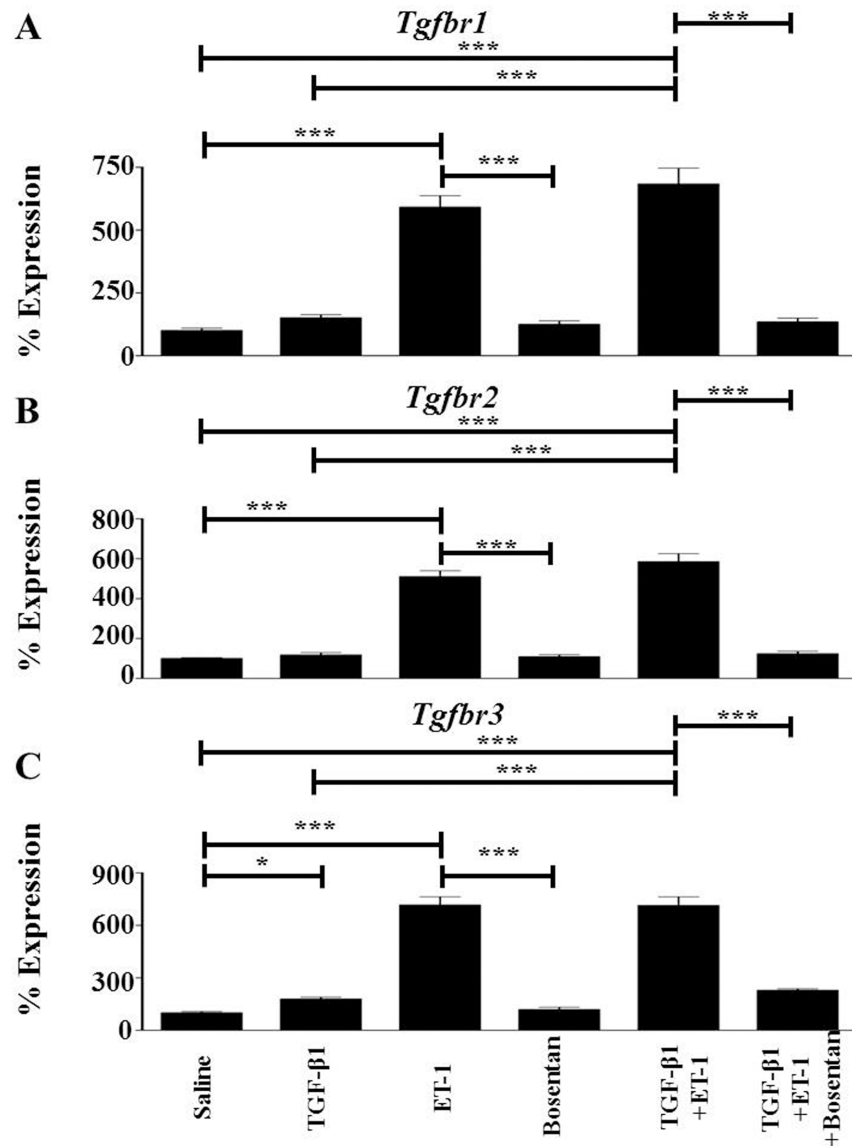 A
Tgfbr1
***
***
***
***
***
% Expression
750
500
250
0
B
Tgfbr2
***
***
***
***
***
% Expression
800
600
400
200
0
C
Tgfbr3
***
***
***
***
***
*
% Expression
900
600
300
0
Saline
TGF-β1
ET-1
Bosentan
TGF-β1
+ET-1
TGF-β1
+ET-1
+Bosentan